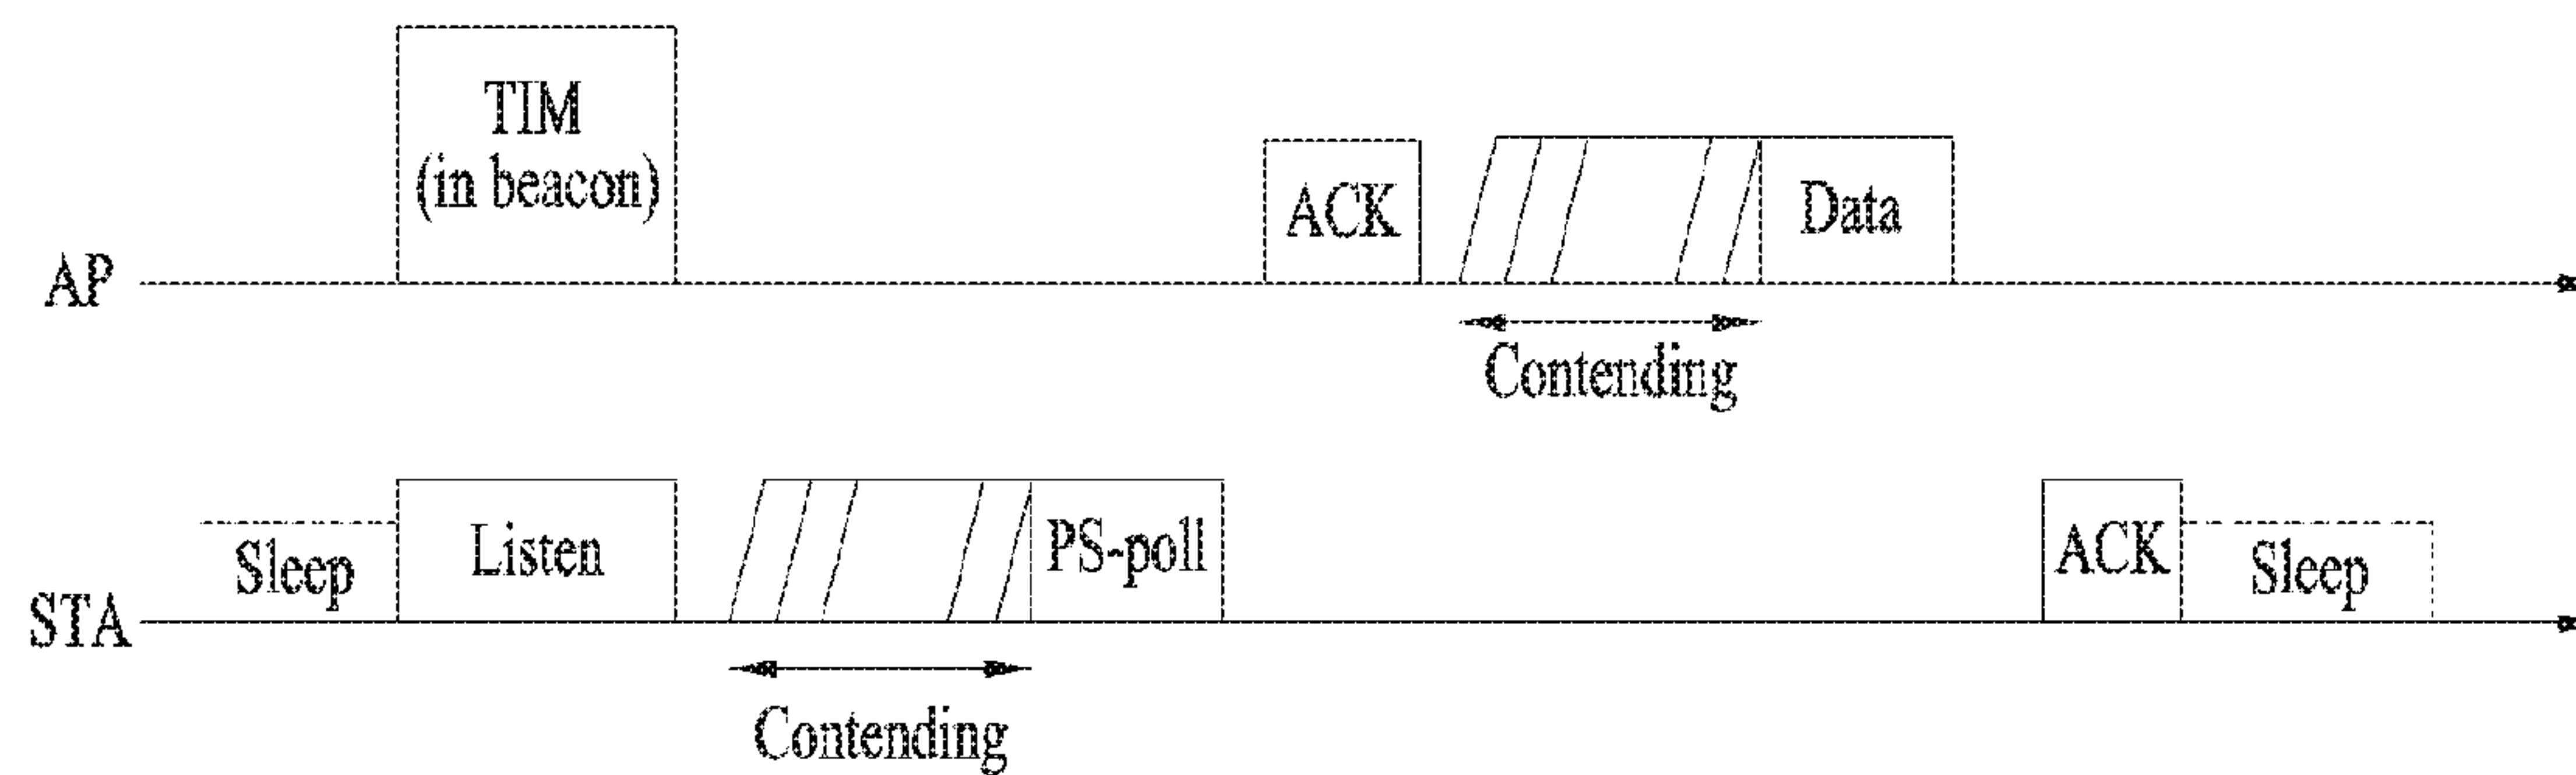 TIM
(in beacon)
ACK
Data
AP
Contending
Sleep
Listen
PS-poll
ACK
Sleep
STA
Contending